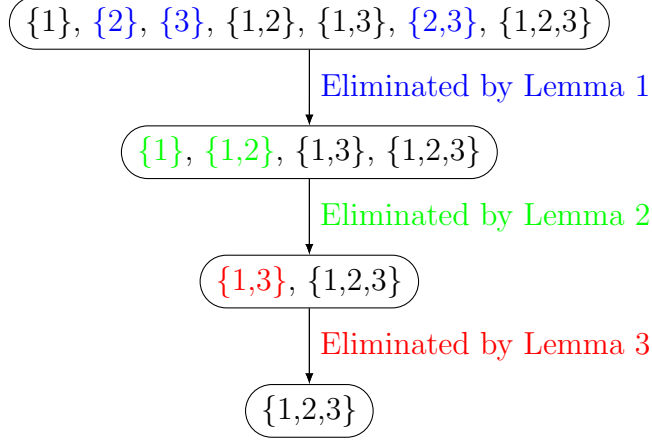 {1}, {2}, {3}, {1,2}, {1,3}, {2,3}, {1,2,3}
Eliminated by Lemma 1
{1}, {1,2}, {1,3}, {1,2,3}
Eliminated by Lemma 2
{1,3}, {1,2,3}
Eliminated by Lemma 3
{1,2,3}